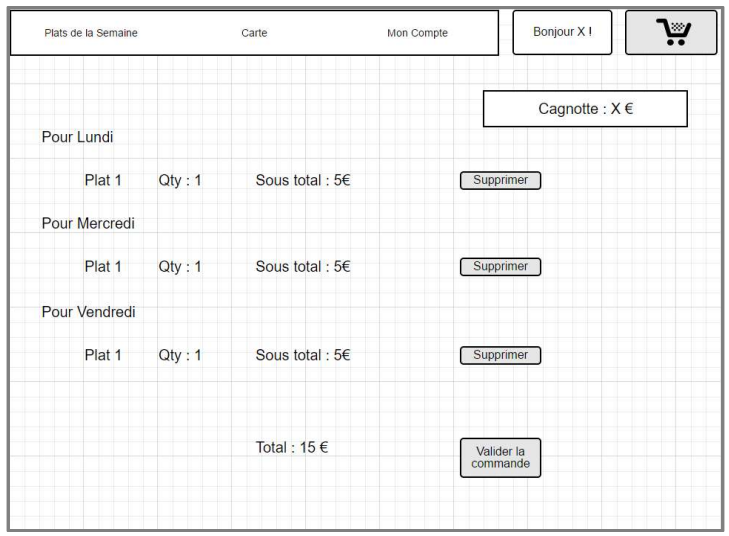 Plats de la Semaine Carte Mon Compte Bonjour X !
Cagnotte : X €
Pour Lundi
Plat 1 Qty : 1 Sous total : 5€ Supprimer
Pour Mercredi
Plat 1 Qty : 1 Sous total : 5€ Supprimer
Pour Vendredi
Plat 1 Qty : 1 Sous total : 5€ Supprimer
Total : 15 €
Valider la
commande